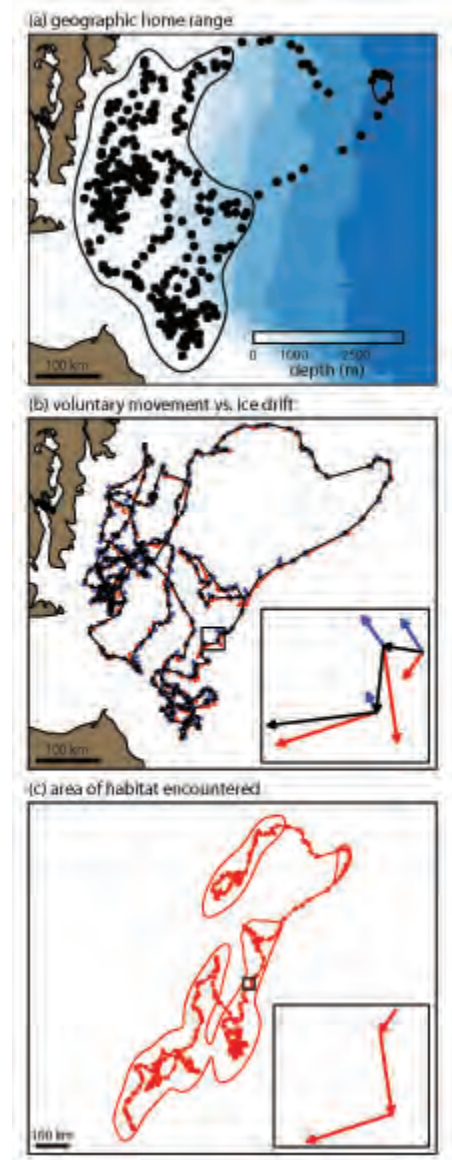 (a) geographic home range
100 km
0 1000 2500
depth (m)
(b) voluntary movement vs. ice drift
100 km
(c) area of habitat encountered
100 km